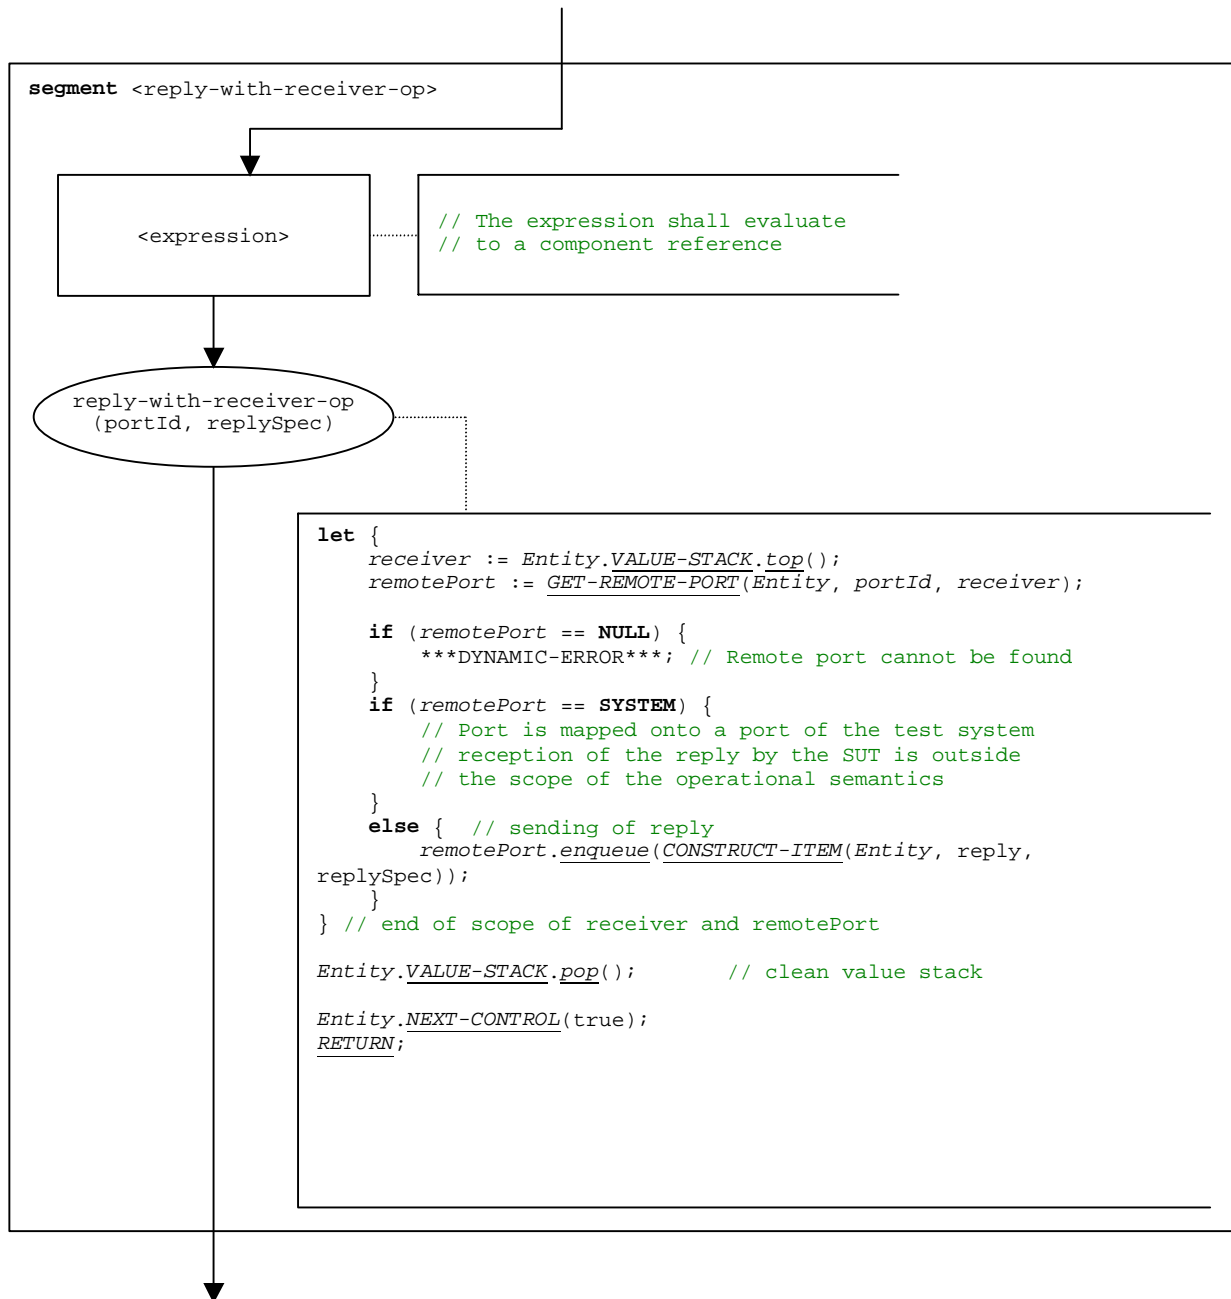 segment <reply-with-receiver-op>
<expression>
// The expression shall evaluate
// to a component reference
reply-with-receiver-op
(portId, replySpec)
let {
receiver := Entity.VALUE-STACK.top();
remotePort := GET-REMOTE-PORT(Entity, portId, receiver);
if (remotePort == NULL) {
***DYNAMIC-ERROR***; // Remote port cannot be found
}
if (remotePort == SYSTEM) {
// Port is mapped onto a port of the test system
// reception of the reply by the SUT is outside
// the scope of the operational semantics
}
else {  // sending of reply
remotePort.enqueue(CONSTRUCT-ITEM(Entity, reply,
replySpec));
}
} // end of scope of receiver and remotePort
Entity.VALUE-STACK.pop();       // clean value stack
Entity.NEXT-CONTROL(true);
RETURN;